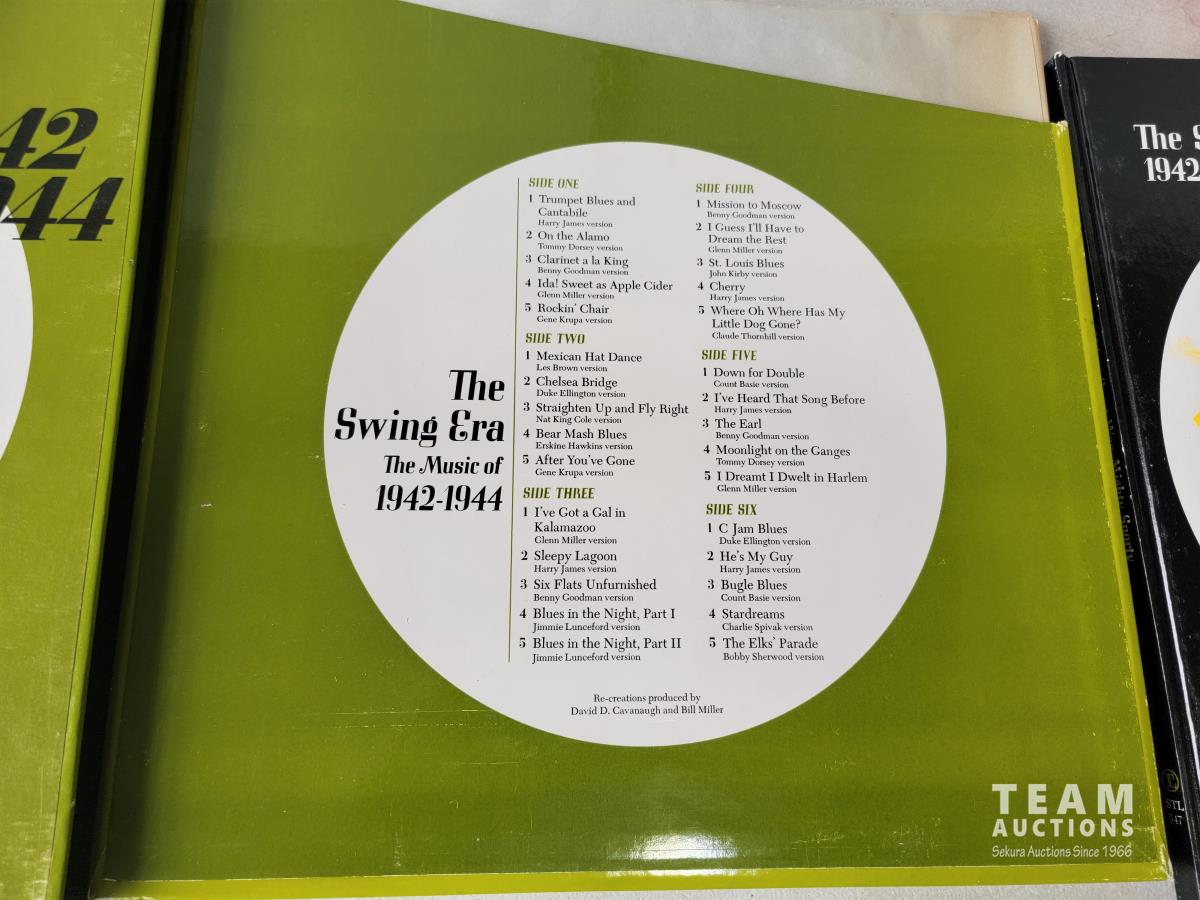 42
944
The
Swing Era
The Music of
1942-1944
SIDE ONE
1 Trumpet Blues and
Cantabile
Harry James version
2 On the Alamo
Tommy Dorsey version
3 Clarinet a la King
Benny Goodman version
4 Ida! Sweet as Apple Cider
Glenn Miller version
5 Rockin' Chair
Gene Krupa version
SIDE TWO
1 Mexican Hat Dance
Les Brown version
2 Chelsea Bridge
Duke Ellington version
3 Straighten Up and Fly Right
Nat King Cole version
4 Bear Mash Blues
Erskine Hawkins version
5 After You've Gone
Gene Krupa version
SIDE THREE
1 I've Got a Gal in
Kalamazoo
Glenn Miller version
2 Sleepy Lagoon
Harry James version
3 Six Flats Unfurnished
Benny Goodman version
4 Blues in the Night, Part I
Jimmie Lunceford version
5 Blues in the Night, Part II
Jimmie Lunceford version
SIDE FOUR
1 Mission to Moscow
Benny Goodman version
2 I Guess I'll Have to
Dream the Rest
Glenn Miller version
3 St. Louis Blues
John Kirby version
4 Cherry
Harry James version
5 Where Oh Where Has My
Little Dog Gone?
Claude Thornhill version
SIDE FIVE
1 Down for Double
Count Basie version
2 I've Heard That Song Before
Harry James version
3 The Earl
Benny Goodman version
4 Moonlight on the Ganges
Tommy Dorsey version
5 I Dreamt I Dwelt in Harlem
Glenn Miller version
SIDE SIX
1 C Jam Blues
Duke Ellington version
2 He's My Guy
Harry James version
3 Bugle Blues
Count Basie version
4 Stardreams
Charlie Spivak version
5 The Elks' Parade
Bobby Sherwood version
Re-creations produced by
David D. Cavanaugh and Bill Miller
The S
1942
STL
TEAM
AUCTIONS
Sekura Auctions Since 1966